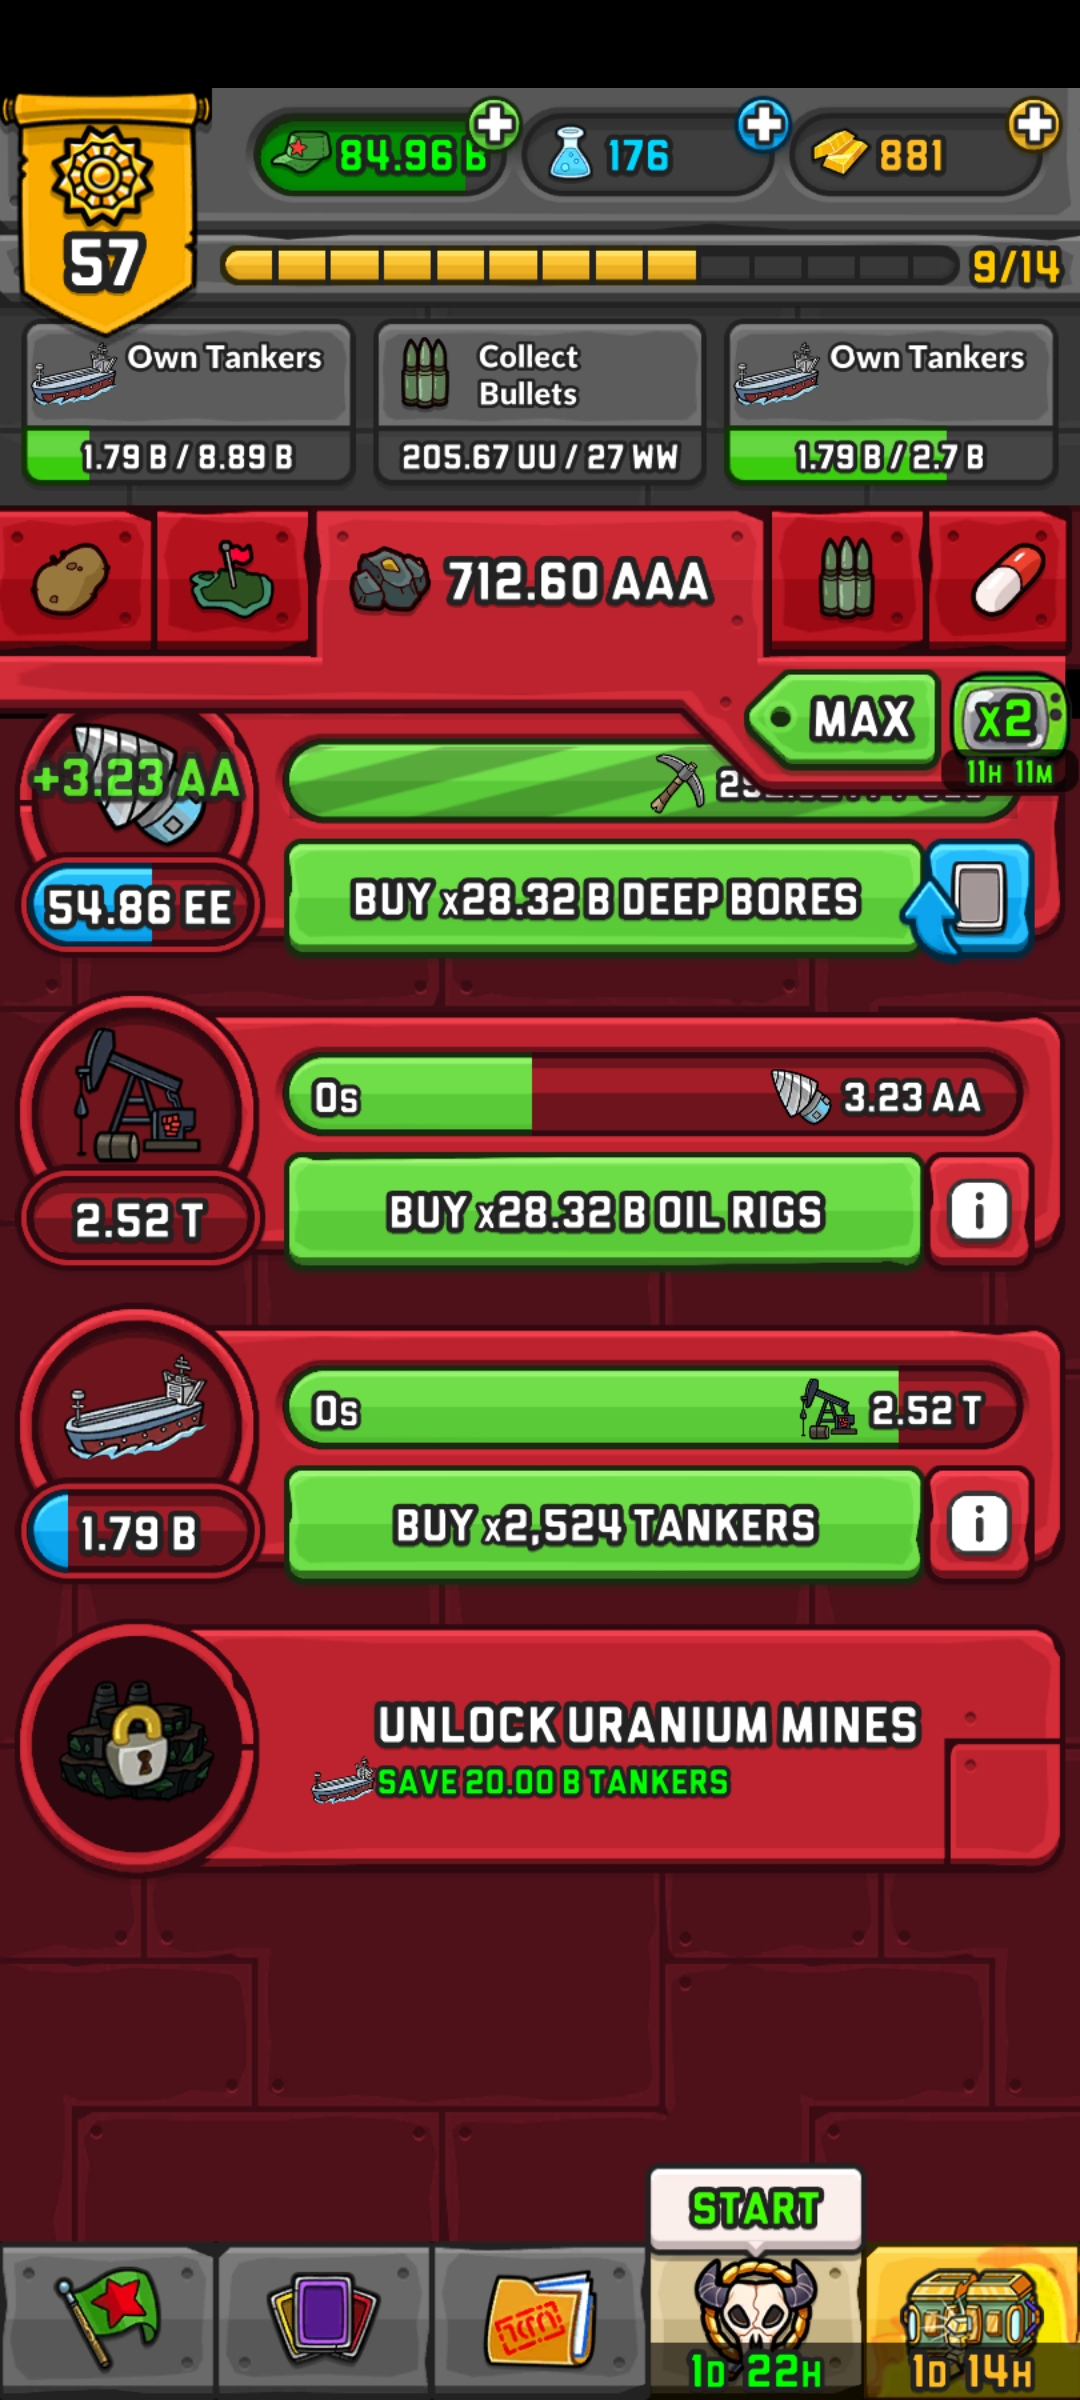 84.96 B
176
881
57
9/14
Own Tankers
1.79 B / 8.89 B
Collect
Bullets
205.67 UU / 27 WW
Own Tankers
1.79 B / 2.7 B
712.60 AAA
MAX
x2
11H 11M
+3.23 AA
54.86 EE
BUY x28.32 B DEEP BORES
0s
3.23 AA
2.52 T
BUY x28.32 B OIL RIGS
i
0s
2.52 T
1.79 B
BUY x2,524 TANKERS
i
UNLOCK URANIUM MINES
SAVE 20.00 B TANKERS
START
1D 22H
1D 14H